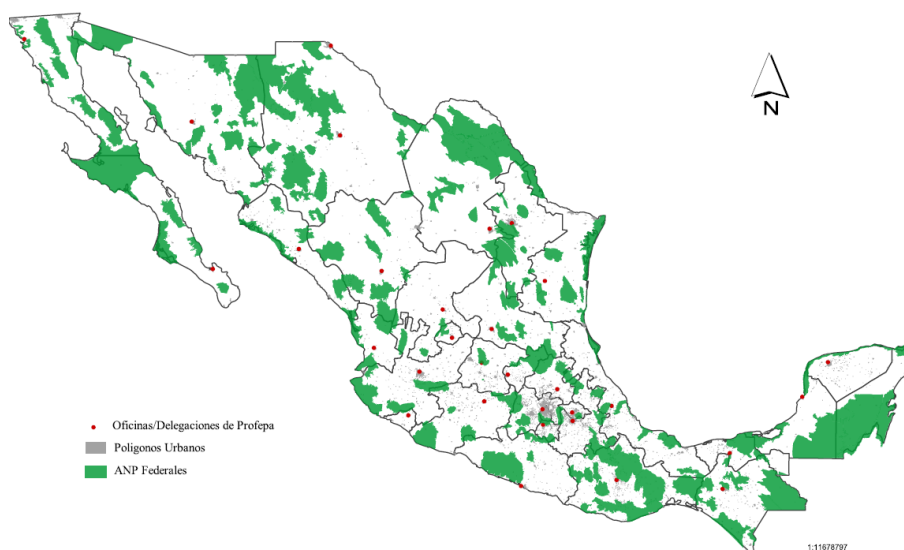 N
Oficinas/Delegaciones de Profepa
Poligonos Urbanos
ANP Federales
1:11678797